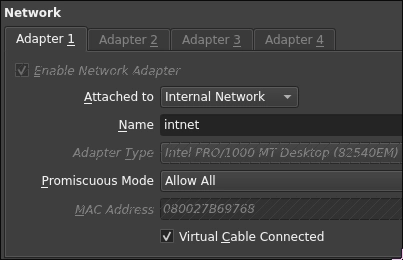 Network
Adapter 1 Adapter 2 Adapter 3 Adapter 4
Enable Network Adapter
Attached to Internal Network
Name intnet
Adapter Type Intel PRO/1000 MT Desktop (82540EM)
Promiscuous Mode Allow All
MAC Address 080027B69768
Virtual Cable Connected